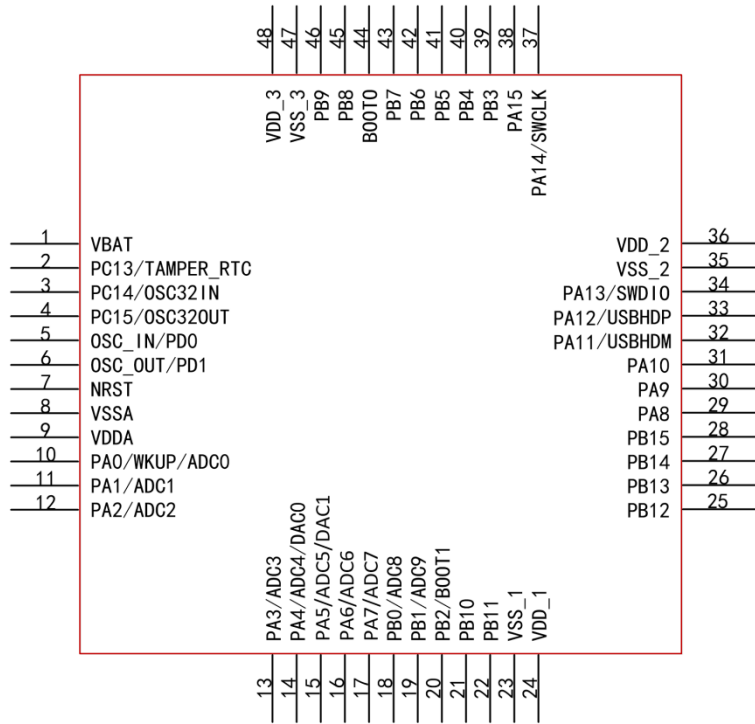 48 47 46 45 44 43 42 41 40 39 38 37
VDD_3
VSS_3
PB9
PB8
BOOT0
PB7
PB6
PB5
PB4
PB3
PA15
PA14/SWCLK
1 VBAT
2 PC13/TAMPER_RTC
3 PC14/OSC32IN
4 PC15/OSC32OUT
5 OSC_IN/PD0
6 OSC_OUT/PD1
7 NRST
8 VSSA
9 VDDA
10 PA0/WKUP/ADC0
11 PA1/ADC1
12 PA2/ADC2
VDD_2 36
VSS_2 35
PA13/SWDIO 34
PA12/USBHDP 33
PA11/USBHDM 32
PA10 31
PA9 30
PA8 29
PB15 28
PB14 27
PB13 26
PB12 25
PA3/ADC3
PA4/ADC4/DAC0
PA5/ADC5/DAC1
PA6/ADC6
PA7/ADC7
PB0/ADC8
PB1/ADC9
PB2/BOOT1
PB10
PB11
VSS_1
VDD_1
13 14 15 16 17 18 19 20 21 22 23 24